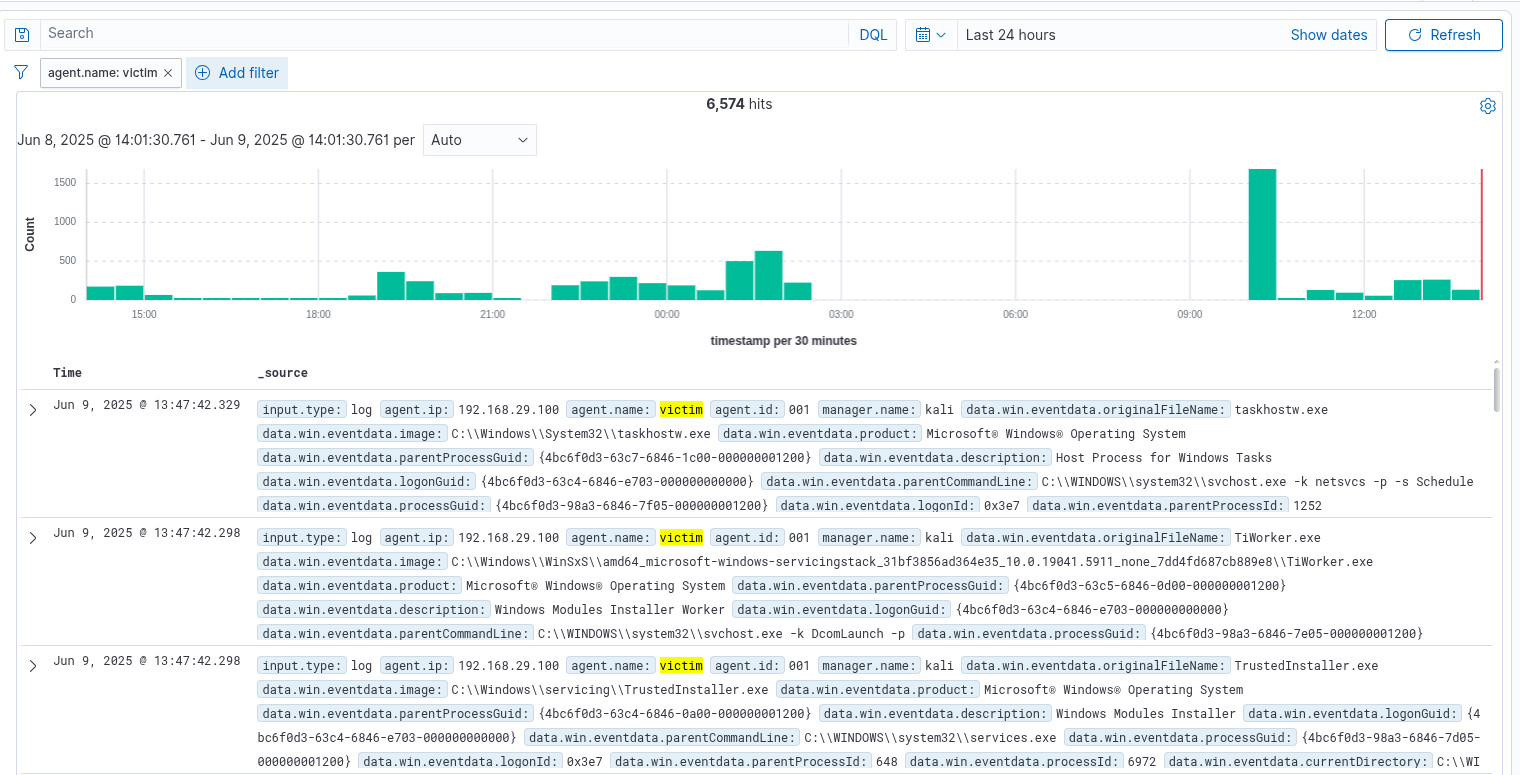 Search DQL Last 24 hours Show dates Refresh
agent.name: victim × Add filter
6,574 hits
Jun 8, 2025 @ 14:01:30.761 - Jun 9, 2025 @ 14:01:30.761 per Auto
Count
1500
1000
500
0
15:00 18:00 21:00 00:00 03:00 06:00 09:00 12:00
timestamp per 30 minutes
Time _source
Jun 9, 2025 @ 13:47:42.329 input.type: log agent.ip: 192.168.29.100 agent.name: victim agent.id: 001 manager.name: kali data.win.eventdata.originalFileName: taskhostw.exe
data.win.eventdata.image: C:\\Windows\\System32\\taskhostw.exe data.win.eventdata.product: Microsoft® Windows® Operating System
data.win.eventdata.parentProcessGuid: {4bc6f0d3-63c7-6846-1c00-000000001200} data.win.eventdata.description: Host Process for Windows Tasks
data.win.eventdata.logonGuid: {4bc6f0d3-63c4-6846-e703-000000000000} data.win.eventdata.parentCommandLine: C:\\WINDOWS\\system32\\svchost.exe -k netsvcs -p -s Schedule
data.win.eventdata.processGuid: {4bc6f0d3-98a3-6846-7f05-000000001200} data.win.eventdata.logonId: 0x3e7 data.win.eventdata.parentProcessId: 1252
Jun 9, 2025 @ 13:47:42.298 input.type: log agent.ip: 192.168.29.100 agent.name: victim agent.id: 001 manager.name: kali data.win.eventdata.originalFileName: TiWorker.exe
data.win.eventdata.image: C:\\Windows\\WinSxS\\amd64_microsoft-windows-servicingstack_31bf3856ad364e35_10.0.19041.5911_none_7dd4fd687cb889e8\\TiWorker.exe
data.win.eventdata.product: Microsoft® Windows® Operating System data.win.eventdata.parentProcessGuid: {4bc6f0d3-63c5-6846-0d00-000000001200}
data.win.eventdata.description: Windows Modules Installer Worker data.win.eventdata.logonGuid: {4bc6f0d3-63c4-6846-e703-000000000000}
data.win.eventdata.parentCommandLine: C:\\WINDOWS\\system32\\svchost.exe -k DcomLaunch -p data.win.eventdata.processGuid: {4bc6f0d3-98a3-6846-7e05-000000001200}
Jun 9, 2025 @ 13:47:42.298 input.type: log agent.ip: 192.168.29.100 agent.name: victim agent.id: 001 manager.name: kali data.win.eventdata.originalFileName: TrustedInstaller.exe
data.win.eventdata.image: C:\\Windows\\servicing\\TrustedInstaller.exe data.win.eventdata.product: Microsoft® Windows® Operating System
data.win.eventdata.parentProcessGuid: {4bc6f0d3-63c4-6846-0a00-000000001200} data.win.eventdata.description: Windows Modules Installer data.win.eventdata.logonGuid: {4
bc6f0d3-63c4-6846-e703-000000000000} data.win.eventdata.parentCommandLine: C:\\WINDOWS\\system32\\services.exe data.win.eventdata.processGuid: {4bc6f0d3-98a3-6846-7d05-
000000001200} data.win.eventdata.logonId: 0x3e7 data.win.eventdata.parentProcessId: 648 data.win.eventdata.processId: 6972 data.win.eventdata.currentDirectory: C:\\WI